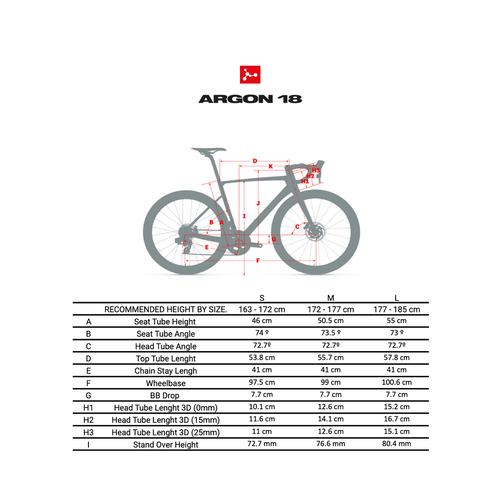 ARGON 18
D
K
H3
H2
H1
J
A
I
B
C
G
E
F
S M L
RECOMMENDED HEIGHT BY SIZE. 163 - 172 cm 172 - 177 cm 177 - 185 cm
A Seat Tube Height 46 cm 50.5 cm 55 cm
B Seat Tube Angle 74 º 73.5 º 73 º
C Head Tube Angle 72.7º 72.7º 72.7º
D Top Tube Lenght 53.8 cm 55.7 cm 57.8 cm
E Chain Stay Lengh 41 cm 41 cm 41 cm
F Wheelbase 97.5 cm 99 cm 100.6 cm
G BB Drop 7.7 cm 7.7 cm 7.7 cm
H1 Head Tube Lenght 3D (0mm) 10.1 cm 12.6 cm 15.2 cm
H2 Head Tube Lenght 3D (15mm) 11.6 cm 14.1 cm 16.7 cm
H3 Head Tube Lenght 3D (25mm) 11 cm 12.6 cm 15.1 cm
I Stand Over Height 72.7 mm 76.6 mm 80.4 mm